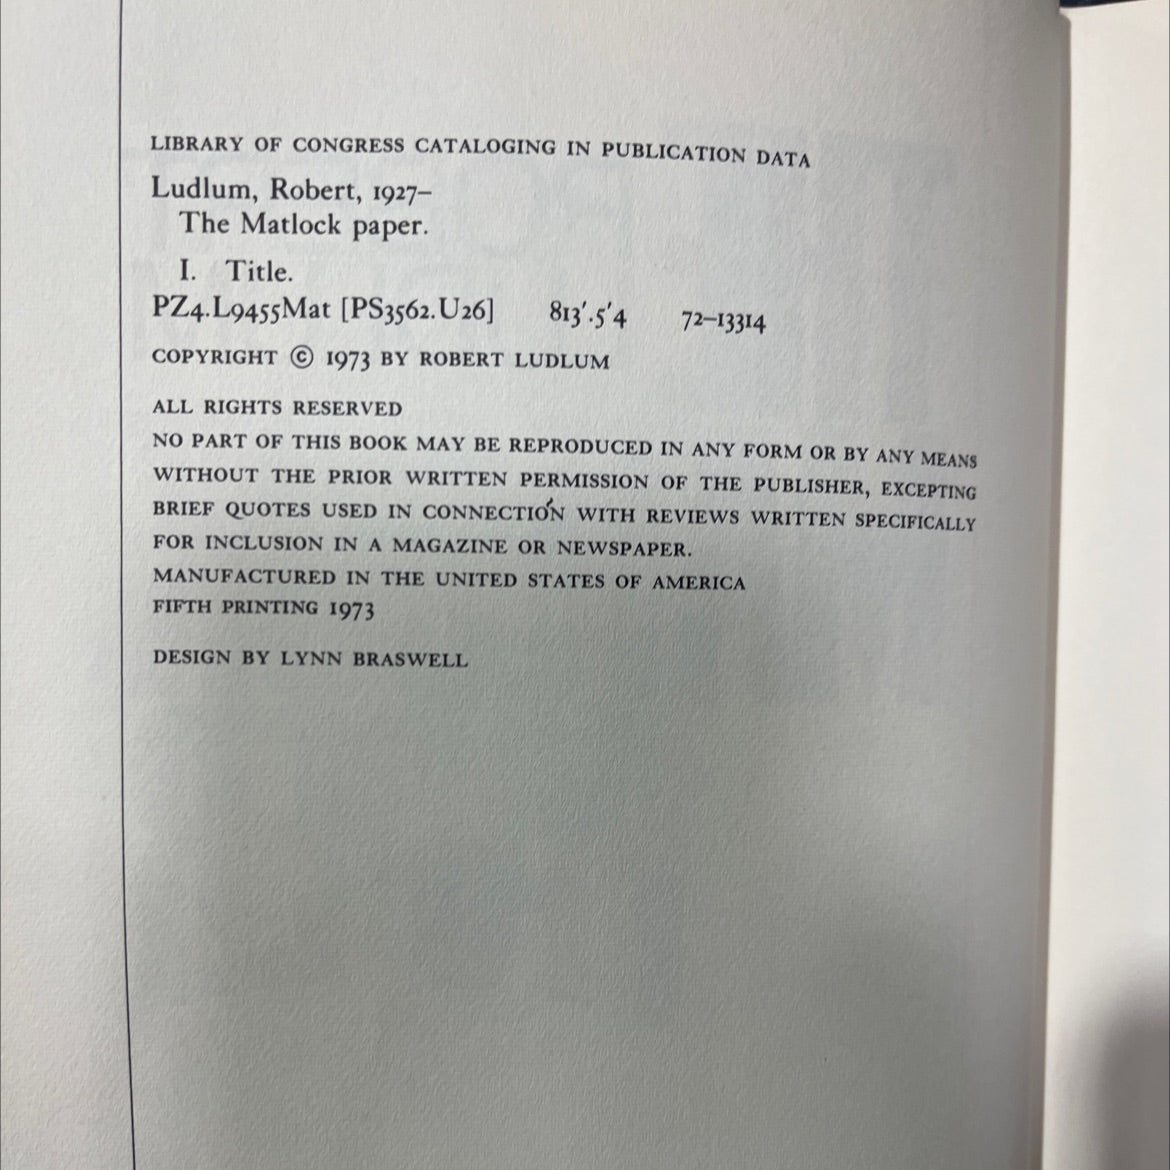 LIBRARY OF CONGRESS CATALOGING IN PUBLICATION DATA
Ludlum, Robert, 1927–
The Matlock paper.
I. Title.
PZ4.L9455Mat [PS3562.U26] 813'.5'4 72–13314
COPYRIGHT © 1973 BY ROBERT LUDLUM
ALL RIGHTS RESERVED
NO PART OF THIS BOOK MAY BE REPRODUCED IN ANY FORM OR BY ANY MEANS
WITHOUT THE PRIOR WRITTEN PERMISSION OF THE PUBLISHER, EXCEPTING
BRIEF QUOTES USED IN CONNECTION WITH REVIEWS WRITTEN SPECIFICALLY
FOR INCLUSION IN A MAGAZINE OR NEWSPAPER.
MANUFACTURED IN THE UNITED STATES OF AMERICA
FIFTH PRINTING 1973
DESIGN BY LYNN BRASWELL